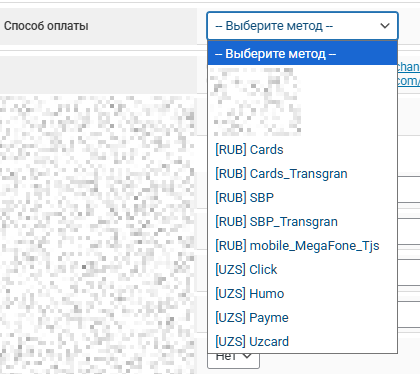 Способ оплаты
-- Выберите метод --
-- Выберите метод --
chan
com/
[RUB] Cards
[RUB] Cards_Transgran
[RUB] SBP
[RUB] SBP_Transgran
[RUB] mobile_MegaFone_Tjs
[UZS] Click
[UZS] Humo
[UZS] Payme
[UZS] Uzcard
Нет